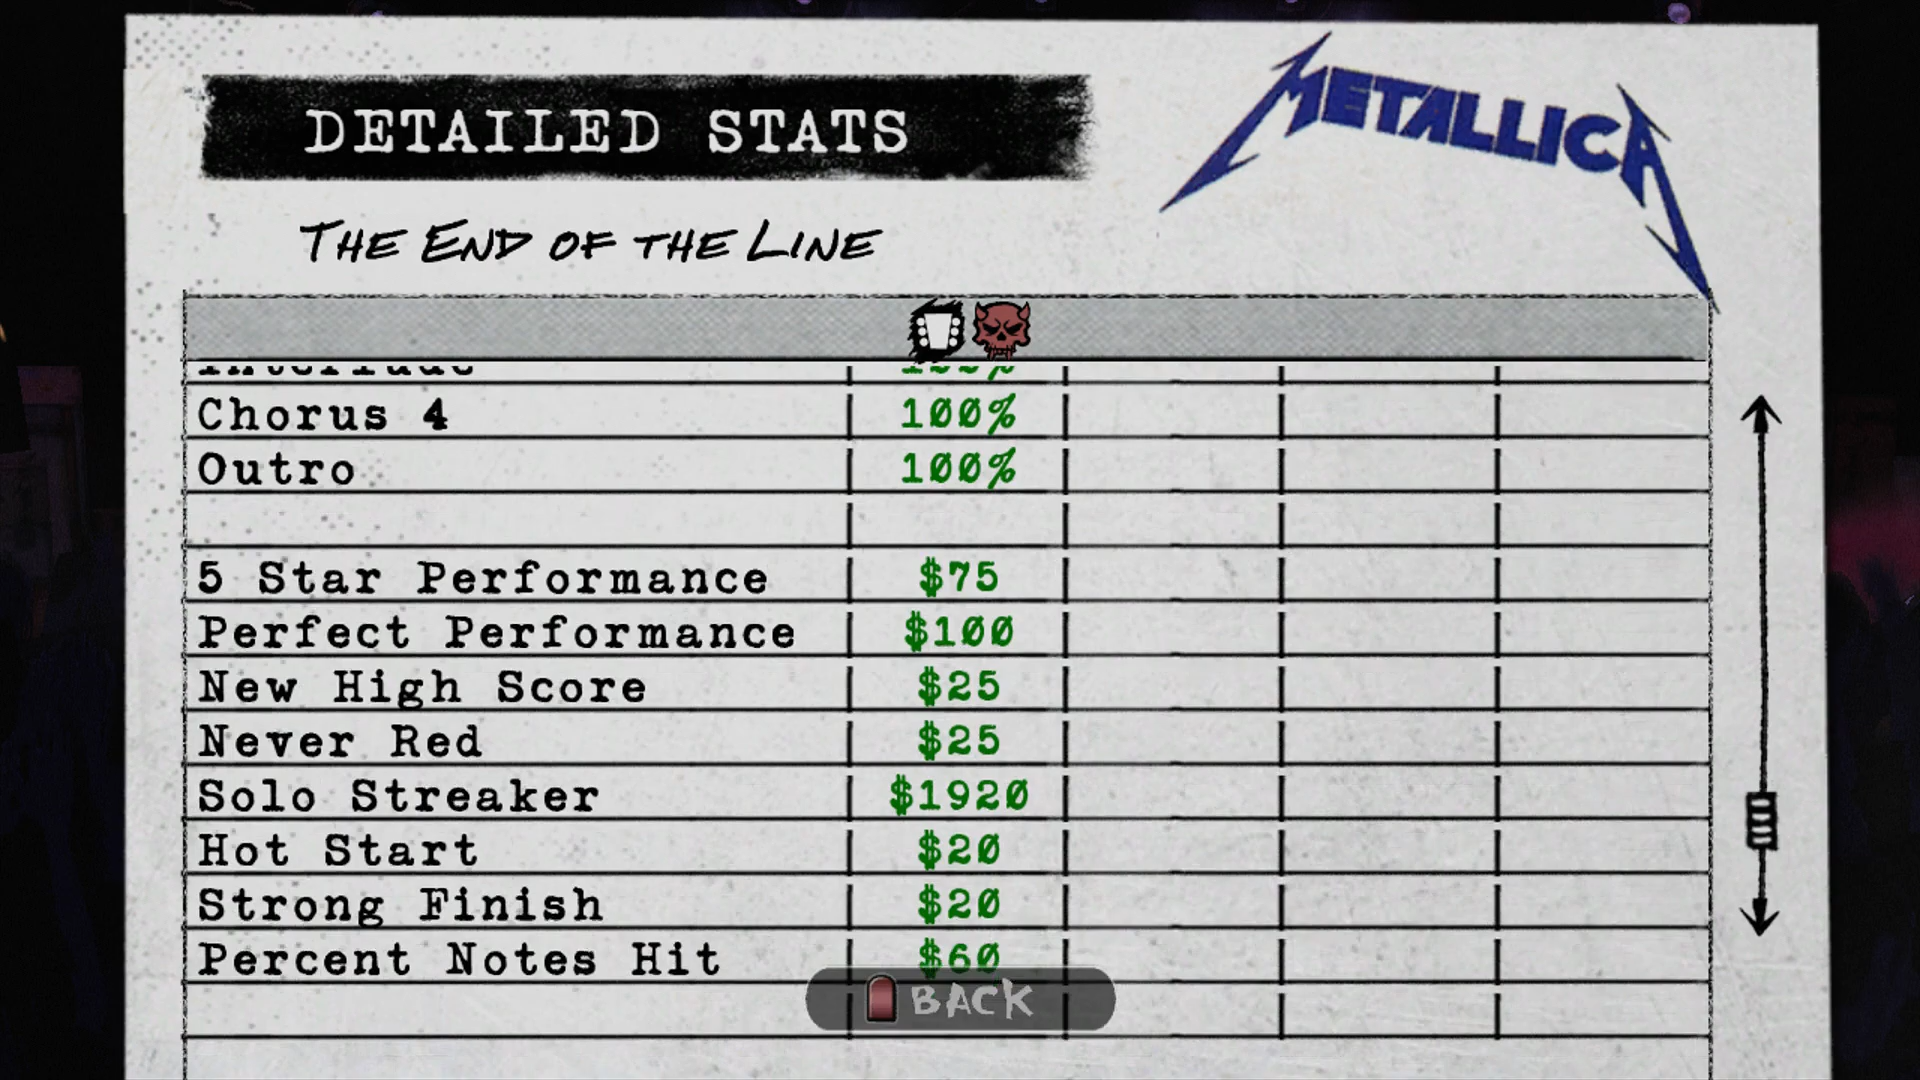 DETAILED STATS
METALLICA
THE END OF THE LINE
Interlude 100%
Chorus 4 100%
Outro 100%
5 Star Performance $75
Perfect Performance $100
New High Score $25
Never Red $25
Solo Streaker $1920
Hot Start $20
Strong Finish $20
Percent Notes Hit $60
BACK